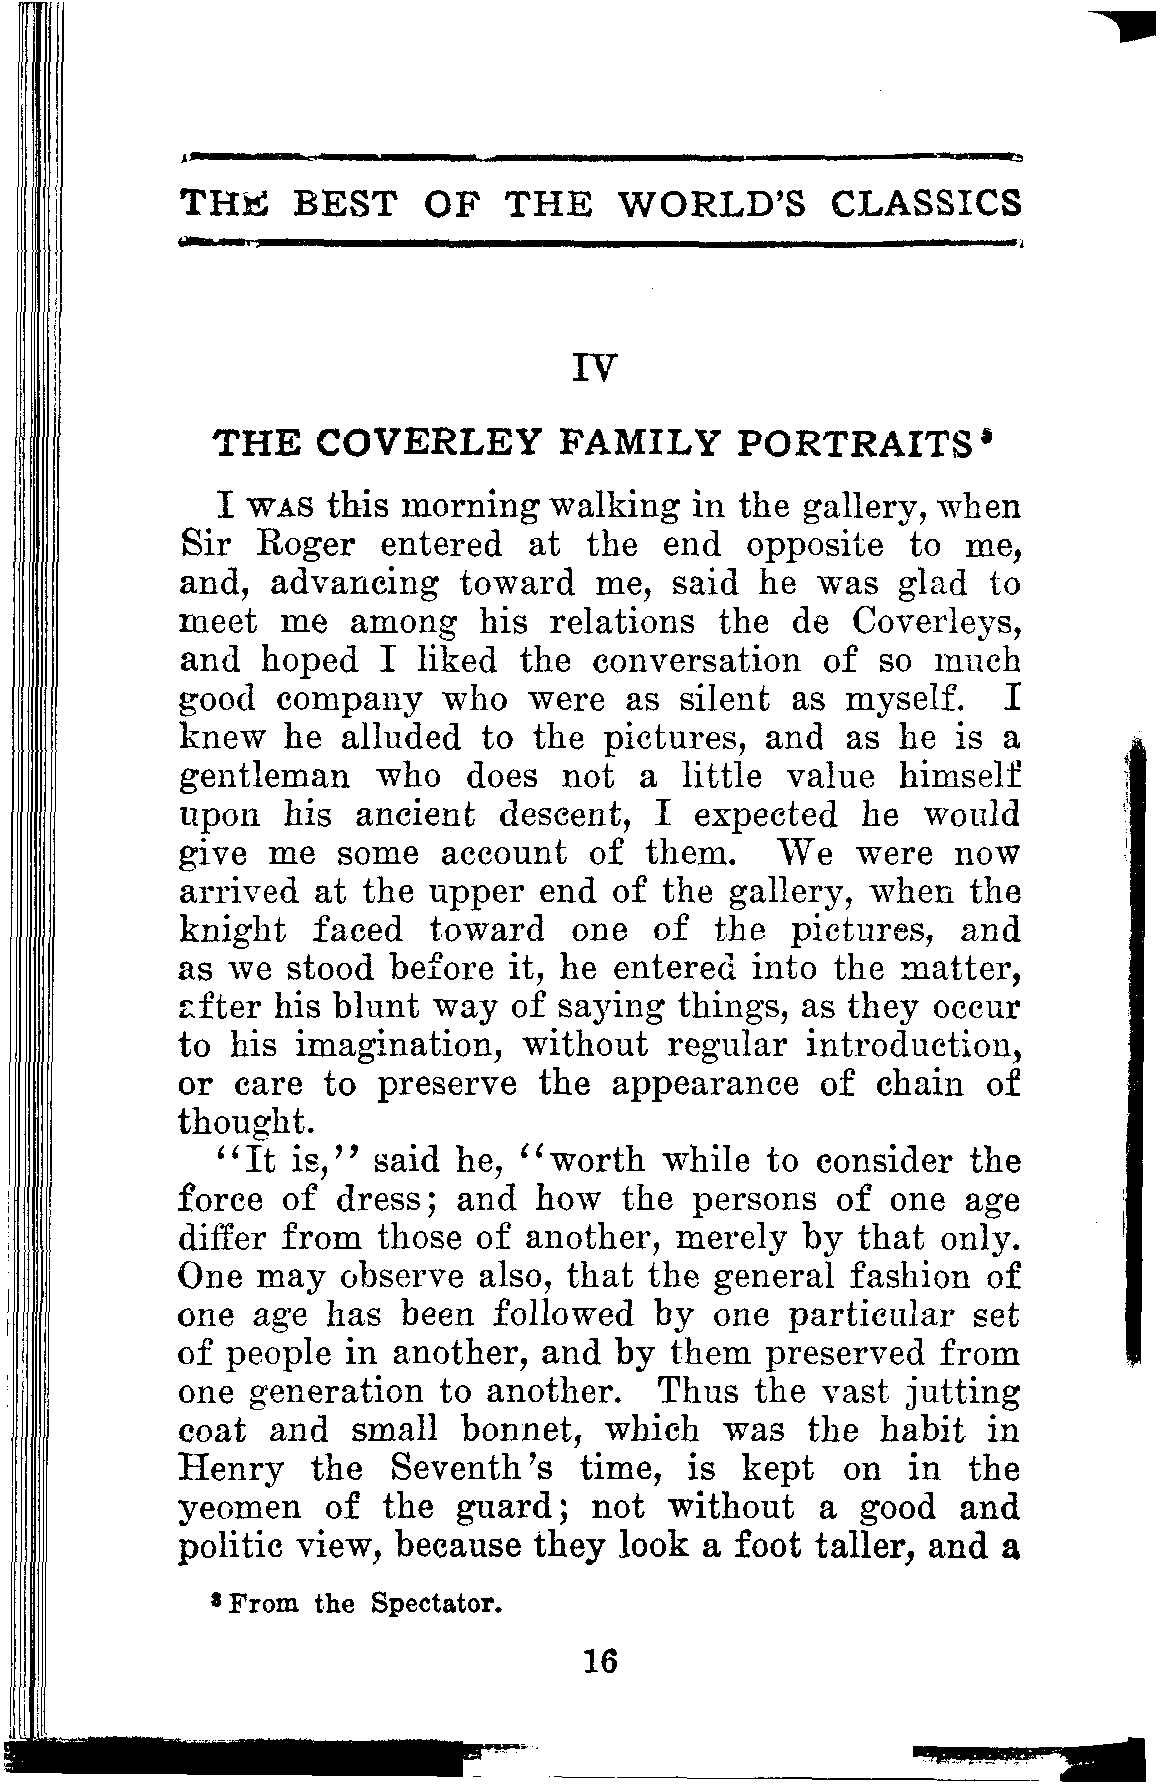 THE BEST OF THE WORLD'S CLASSICS
IV
THE COVERLEY FAMILY PORTRAITS⁸
I WAS this morning walking in the gallery, when
Sir Roger entered at the end opposite to me,
and, advancing toward me, said he was glad to
meet me among his relations the de Coverleys,
and hoped I liked the conversation of so much
good company who were as silent as myself. I
knew he alluded to the pictures, and as he is a
gentleman who does not a little value himself
upon his ancient descent, I expected he would
give me some account of them. We were now
arrived at the upper end of the gallery, when the
knight faced toward one of the pictures, and
as we stood before it, he entered into the matter,
after his blunt way of saying things, as they occur
to his imagination, without regular introduction,
or care to preserve the appearance of chain of
thought.
"It is," said he, "worth while to consider the
force of dress; and how the persons of one age
differ from those of another, merely by that only.
One may observe also, that the general fashion of
one age has been followed by one particular set
of people in another, and by them preserved from
one generation to another. Thus the vast jutting
coat and small bonnet, which was the habit in
Henry the Seventh's time, is kept on in the
yeomen of the guard; not without a good and
politic view, because they look a foot taller, and a
⁸ From the Spectator.
16